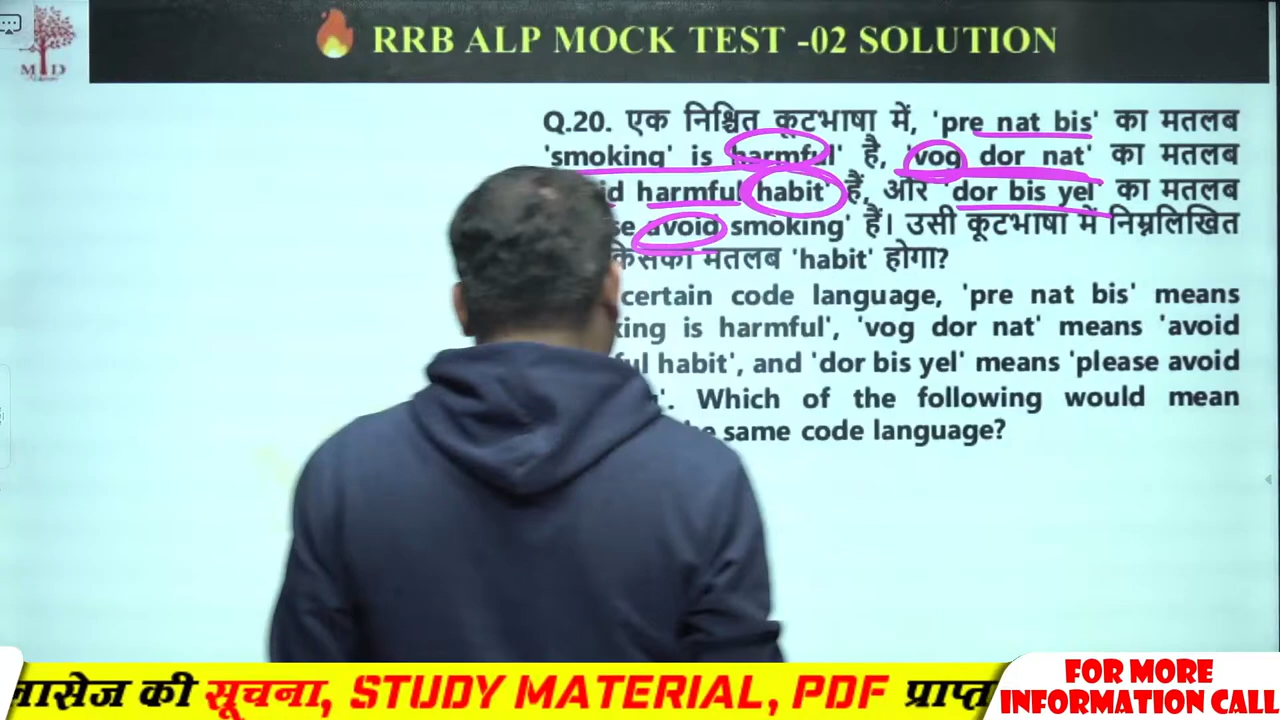 RRB ALP MOCK TEST -02 SOLUTION
M D
Q.20. एक निश्चित कूटभाषा में, 'pre nat bis' का मतलब
'smoking' is harmful' है, 'vog dor nat' का मतलब
harmful habit' हैं, और 'dor bis yel' का मतलब
avoid smoking' हैं। उसी कूटभाषा में निम्नलिखित
किसका मतलब 'habit' होगा?
certain code language, 'pre nat bis' means
is harmful', 'vog dor nat' means 'avoid
habit', and 'dor bis yel' means 'please avoid
Which of the following would mean
same code language?
की सूचना, STUDY MATERIAL, PDF प्राप्त
FOR MORE
INFORMATION CALL